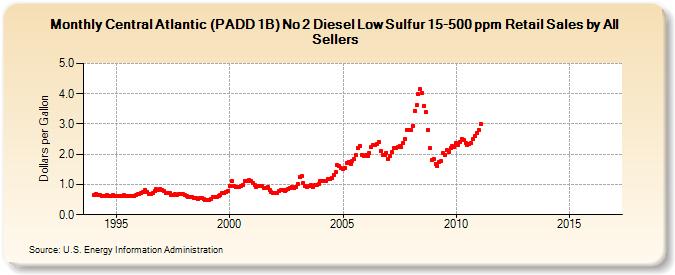 Monthly Central Atlantic (PADD 1B) No 2 Diesel Low Sulfur 15-500 ppm Retail Sales by All
Sellers
Dollars per Gallon
5.0
4.0
3.0
2.0
1.0
0.0
1995 2000 2005 2010 2015
Source: U.S. Energy Information Administration